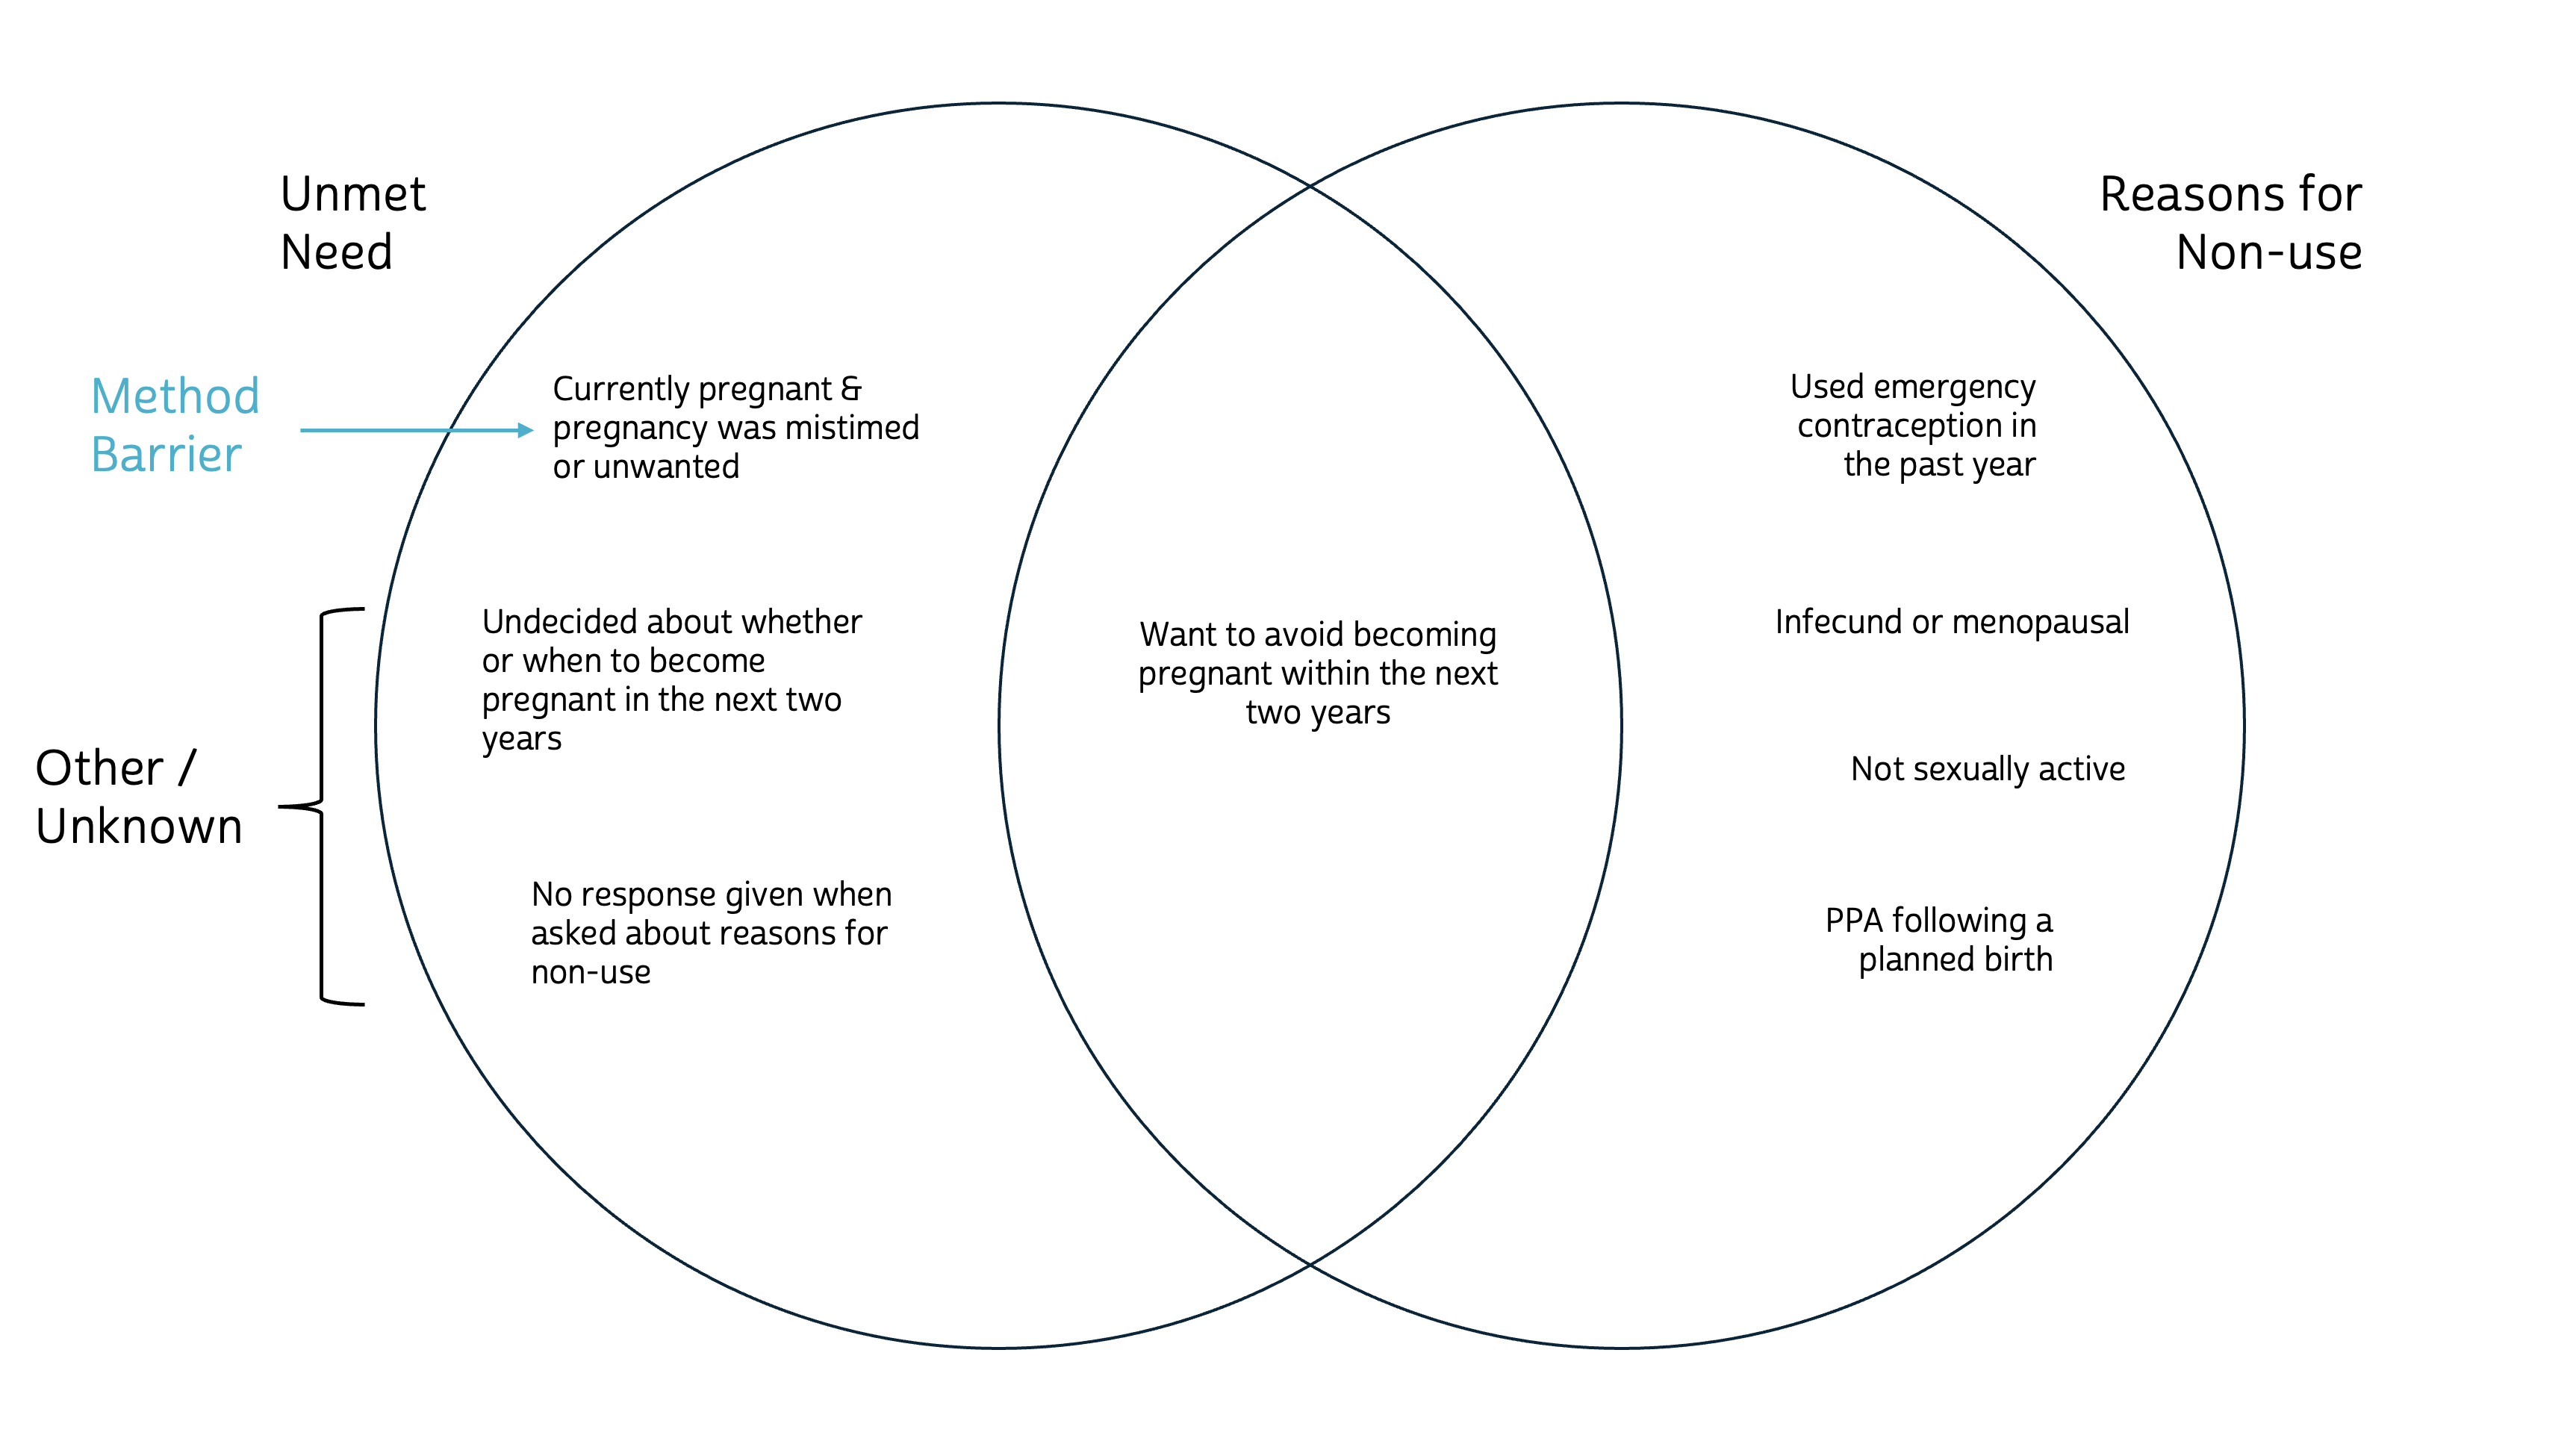 Unmet
Need
Reasons for
Non-use
Method
Barrier
Currently pregnant &
pregnancy was mistimed
or unwanted
Used emergency
contraception in
the past year
Undecided about whether
or when to become
pregnant in the next two
years
Want to avoid becoming
pregnant within the next
two years
Infecund or menopausal
Not sexually active
Other /
Unknown
No response given when
asked about reasons for
non-use
PPA following a
planned birth